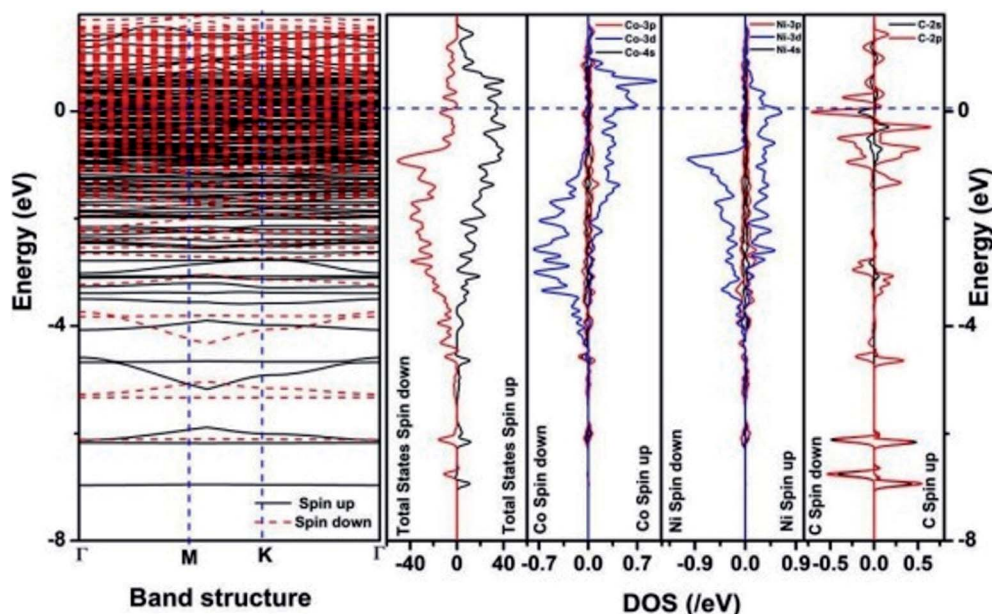 Energy (eV)
0
-2
-4
-6
-8
Γ
M
K
Γ
Spin up
Spin down
Band structure
Total States Spin down
Total States Spin up
-40
0
40
Co-3p
Co-3d
Co-4s
Co Spin down
Co Spin up
-0.7
0.0
0.7
Ni-3p
Ni-3d
Ni-4s
Ni Spin down
Ni Spin up
-0.9
0.0
0.9
C-2s
C-2p
C Spin down
C Spin up
-0.5
0.0
0.5
DOS (/eV)
0
-4
-8
Energy (eV)